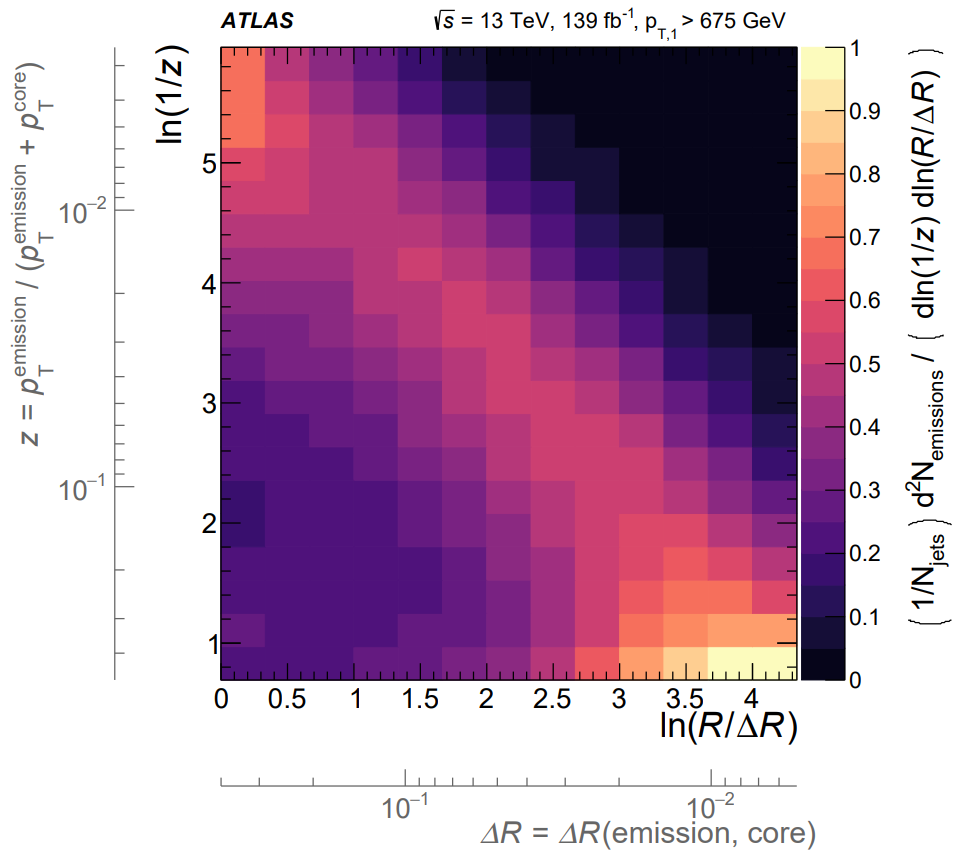 ATLAS √s = 13 TeV, 139 fb⁻¹, p_T,1 > 675 GeV
ln(1/z)
5
4
3
2
1
z = p_T^emission / (p_T^emission + p_T^core)
10⁻²
10⁻¹
0 0.5 1 1.5 2 2.5 3 3.5 4
ln(R/ΔR)
10⁻¹ 10⁻²
ΔR = ΔR(emission, core)
1
0.9
0.8
0.7
0.6
0.5
0.4
0.3
0.2
0.1
0
(1/N_jets) d²N_emissions / ( dln(1/z) dln(R/ΔR) )